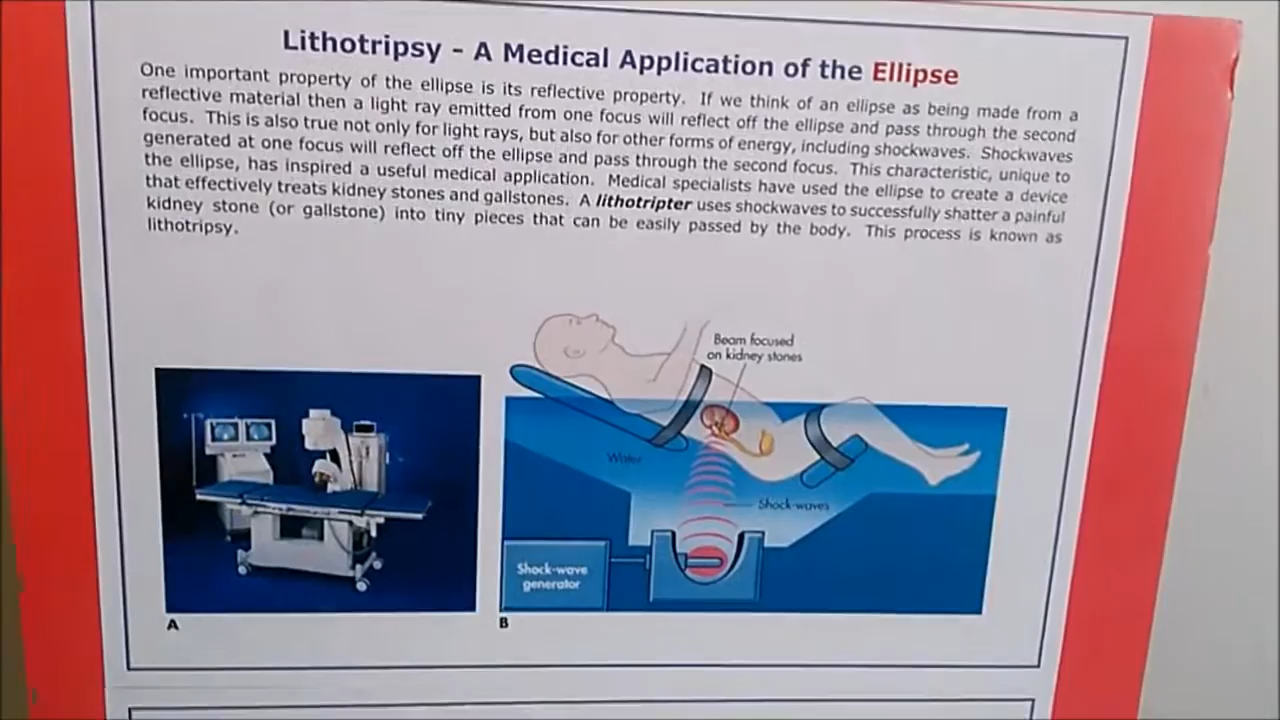 Lithotripsy - A Medical Application of the Ellipse
One important property of the ellipse is its reflective property. If we think of an ellipse as being made from a
reflective material then a light ray emitted from one focus will reflect off the ellipse and pass through the second
focus. This is also true not only for light rays, but also for other forms of energy, including shockwaves. Shockwaves
generated at one focus will reflect off the ellipse and pass through the second focus. This characteristic, unique to
the ellipse, has inspired a useful medical application. Medical specialists have used the ellipse to create a device
that effectively treats kidney stones and gallstones. A lithotripter uses shockwaves to successfully shatter a painful
kidney stone (or gallstone) into tiny pieces that can be easily passed by the body. This process is known as
lithotripsy.
Beam focused
on kidney stones
Water
Shock-waves
Shock-wave
generator
A
B